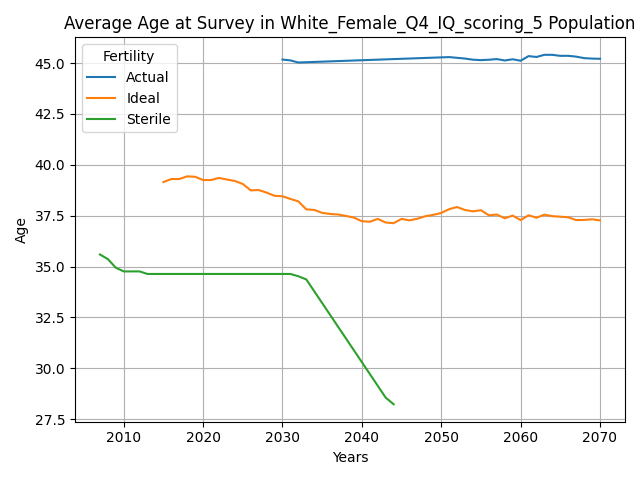 Average Age at Survey in White_Female_Q4_IQ_scoring_5 Population
Fertility
Actual
Ideal
Sterile
Age
45.0
42.5
40.0
37.5
35.0
32.5
30.0
27.5
2010 2020 2030 2040 2050 2060 2070
Years